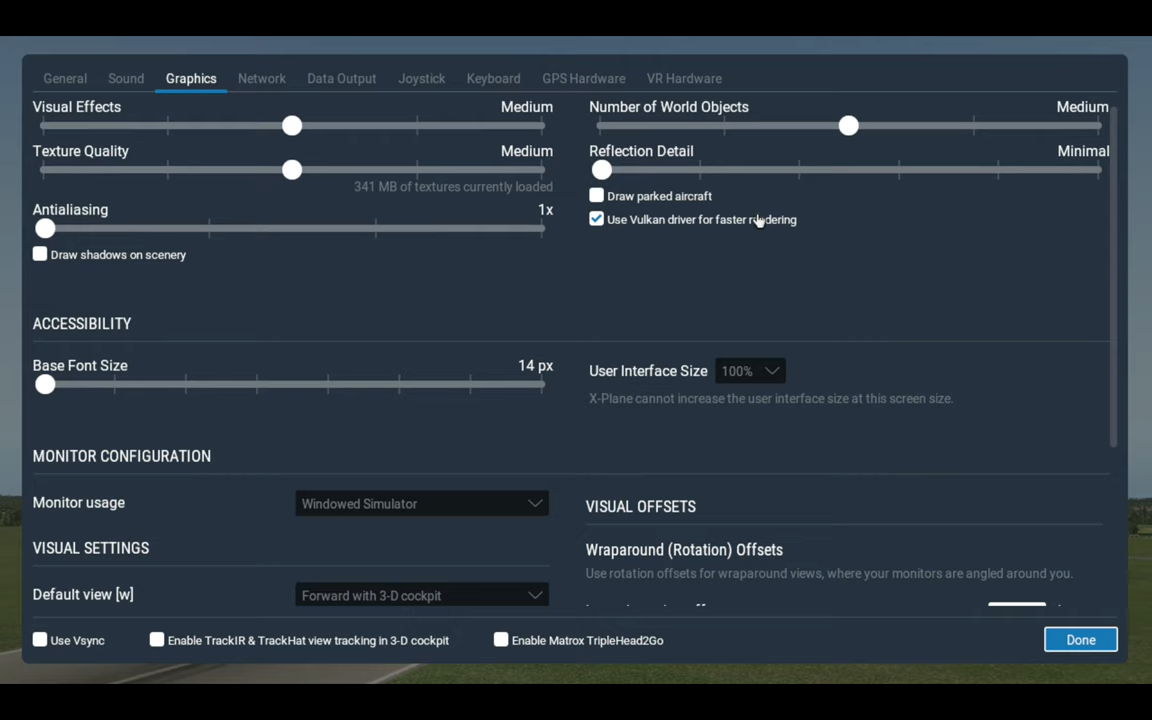 General Sound Graphics Network Data Output Joystick Keyboard GPS Hardware VR Hardware
Visual Effects Medium
Texture Quality Medium
341 MB of textures currently loaded
Antialiasing 1x
Draw shadows on scenery
Number of World Objects Medium
Reflection Detail Minimal
Draw parked aircraft
Use Vulkan driver for faster rendering
ACCESSIBILITY
Base Font Size 14 px
User Interface Size 100%
X-Plane cannot increase the user interface size at this screen size.
MONITOR CONFIGURATION
Monitor usage Windowed Simulator
VISUAL SETTINGS
Default view [w] Forward with 3-D cockpit
VISUAL OFFSETS
Wraparound (Rotation) Offsets
Use rotation offsets for wraparound views, where your monitors are angled around you.
Use Vsync Enable TrackIR & TrackHat view tracking in 3-D cockpit Enable Matrox TripleHead2Go Done